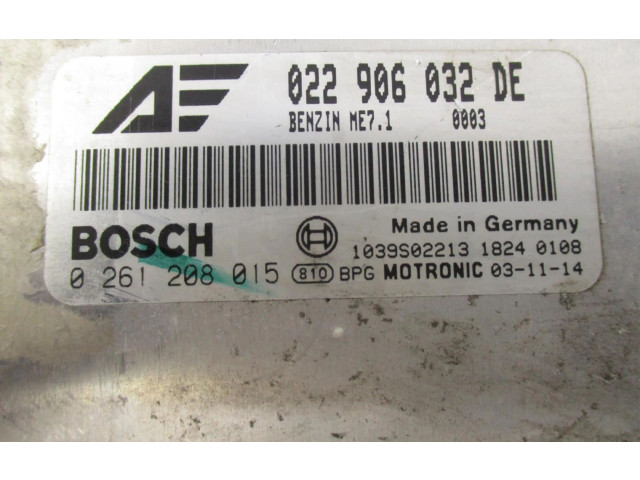 AF 022 906 032 DE
BENZIN ME7.1 0003
BOSCH Made in Germany
1039S02213 1824 0108
0 261 208 015 810 BPG MOTRONIC 03-11-14